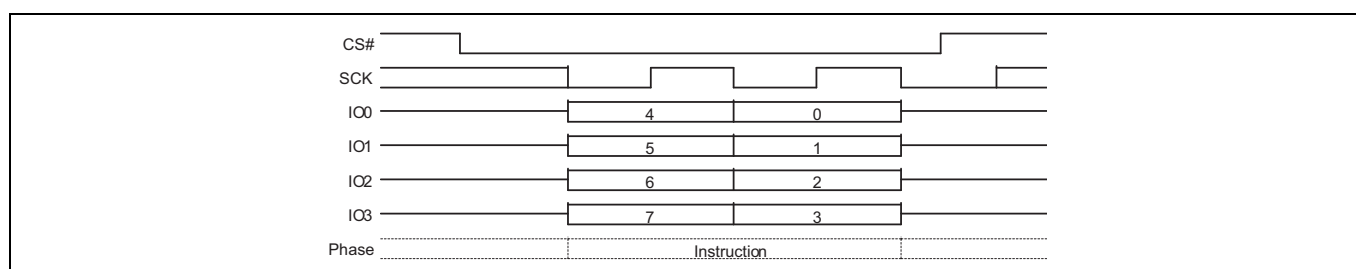 CS#
SCK
IO0 4 0
IO1 5 1
IO2 6 2
IO3 7 3
Phase Instruction